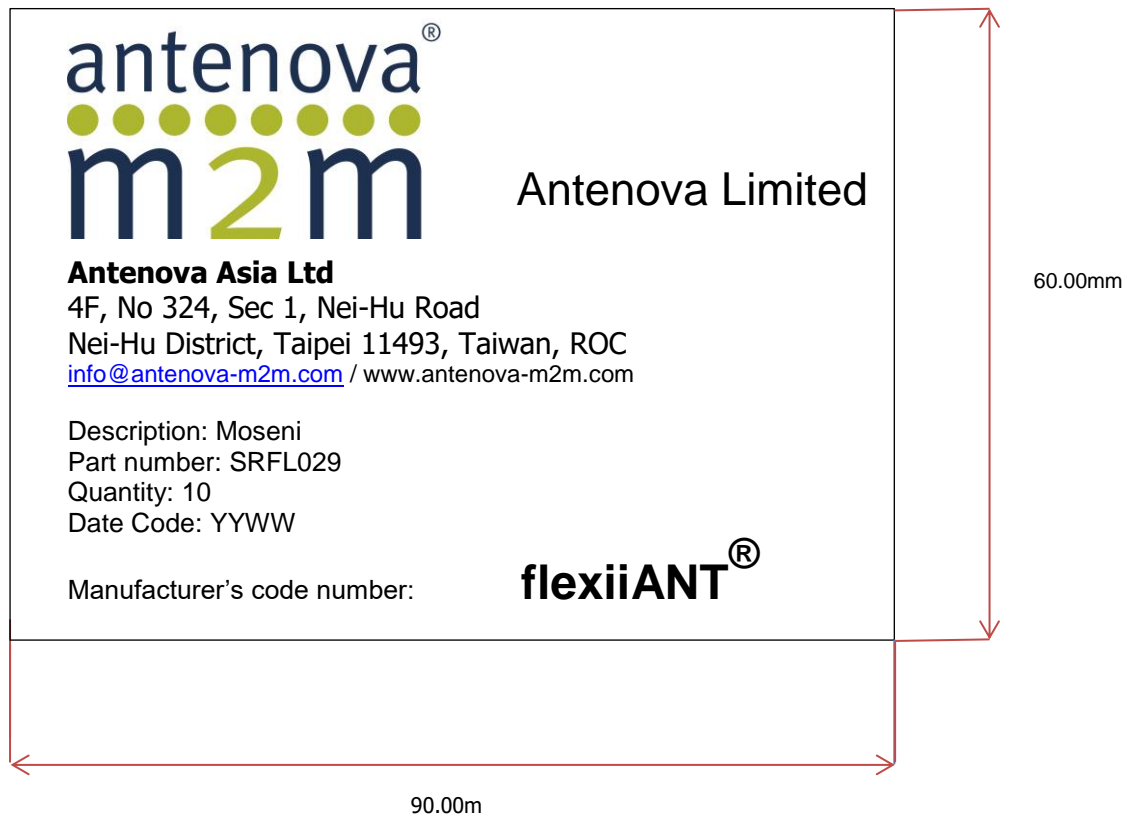 antenova®
m2m
Antenova Limited
Antenova Asia Ltd
4F, No 324, Sec 1, Nei-Hu Road
Nei-Hu District, Taipei 11493, Taiwan, ROC
info@antenova-m2m.com / www.antenova-m2m.com
Description: Moseni
Part number: SRFL029
Quantity: 10
Date Code: YYWW
Manufacturer’s code number:
flexiiANT®
60.00mm
90.00m